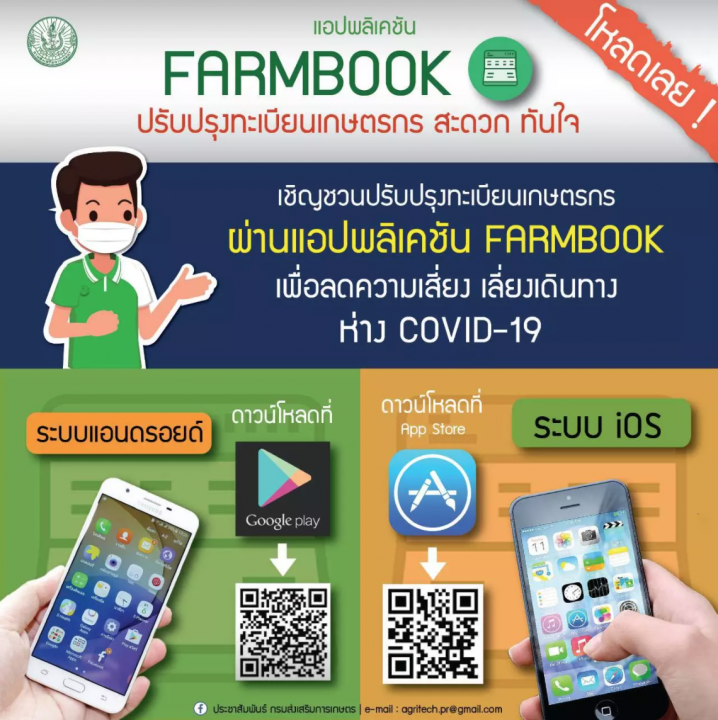 แอปพลิเคชัน
FARMBOOK
ปรับปรุงทะเบียนเกษตรกร สะดวก ทันใจ
โหลดเลย !
เชิญชวนปรับปรุงทะเบียนเกษตรกร
ผ่านแอปพลิเคชัน FARMBOOK
เพื่อลดความเสี่ยง เลี่ยงเดินทาง
ห่าง COVID-19
ระบบแอนดรอยด์
ดาวน์โหลดที่
Google play
ดาวน์โหลดที่
App Store
ระบบ iOS
SAMSUNG
11
ประชาสัมพันธ์ กรมส่งเสริมการเกษตร | e-mail : agritech.pr@gmail.com